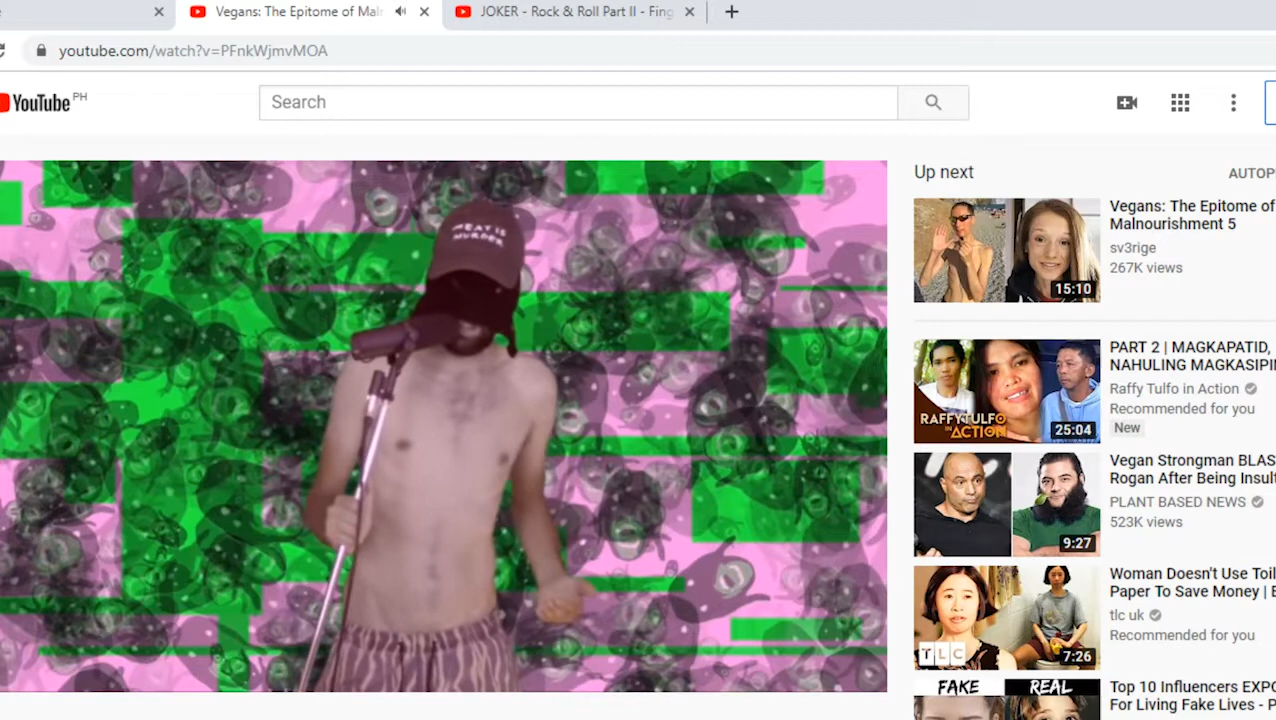 Vegans: The Epitome of Mal
JOKER - Rock & Roll Part II - Fing
youtube.com/watch?v=PFnkWjmvMOA
YouTube PH
Search
MEAT IS
MURDER
Up next
AUTOP
Vegans: The Epitome of
Malnourishment 5
sv3rige
267K views
15:10
PART 2 | MAGKAPATID,
NAHULING MAGKASIPI
Raffy Tulfo in Action
Recommended for you
New
RAFFYTULFO
IN ACTION
25:04
Vegan Strongman BLAS
Rogan After Being Insult
PLANT BASED NEWS
523K views
9:27
Woman Doesn't Use Toil
Paper To Save Money | E
tlc uk
Recommended for you
TLC
7:26
FAKE
REAL
Top 10 Influencers EXPO
For Living Fake Lives - P